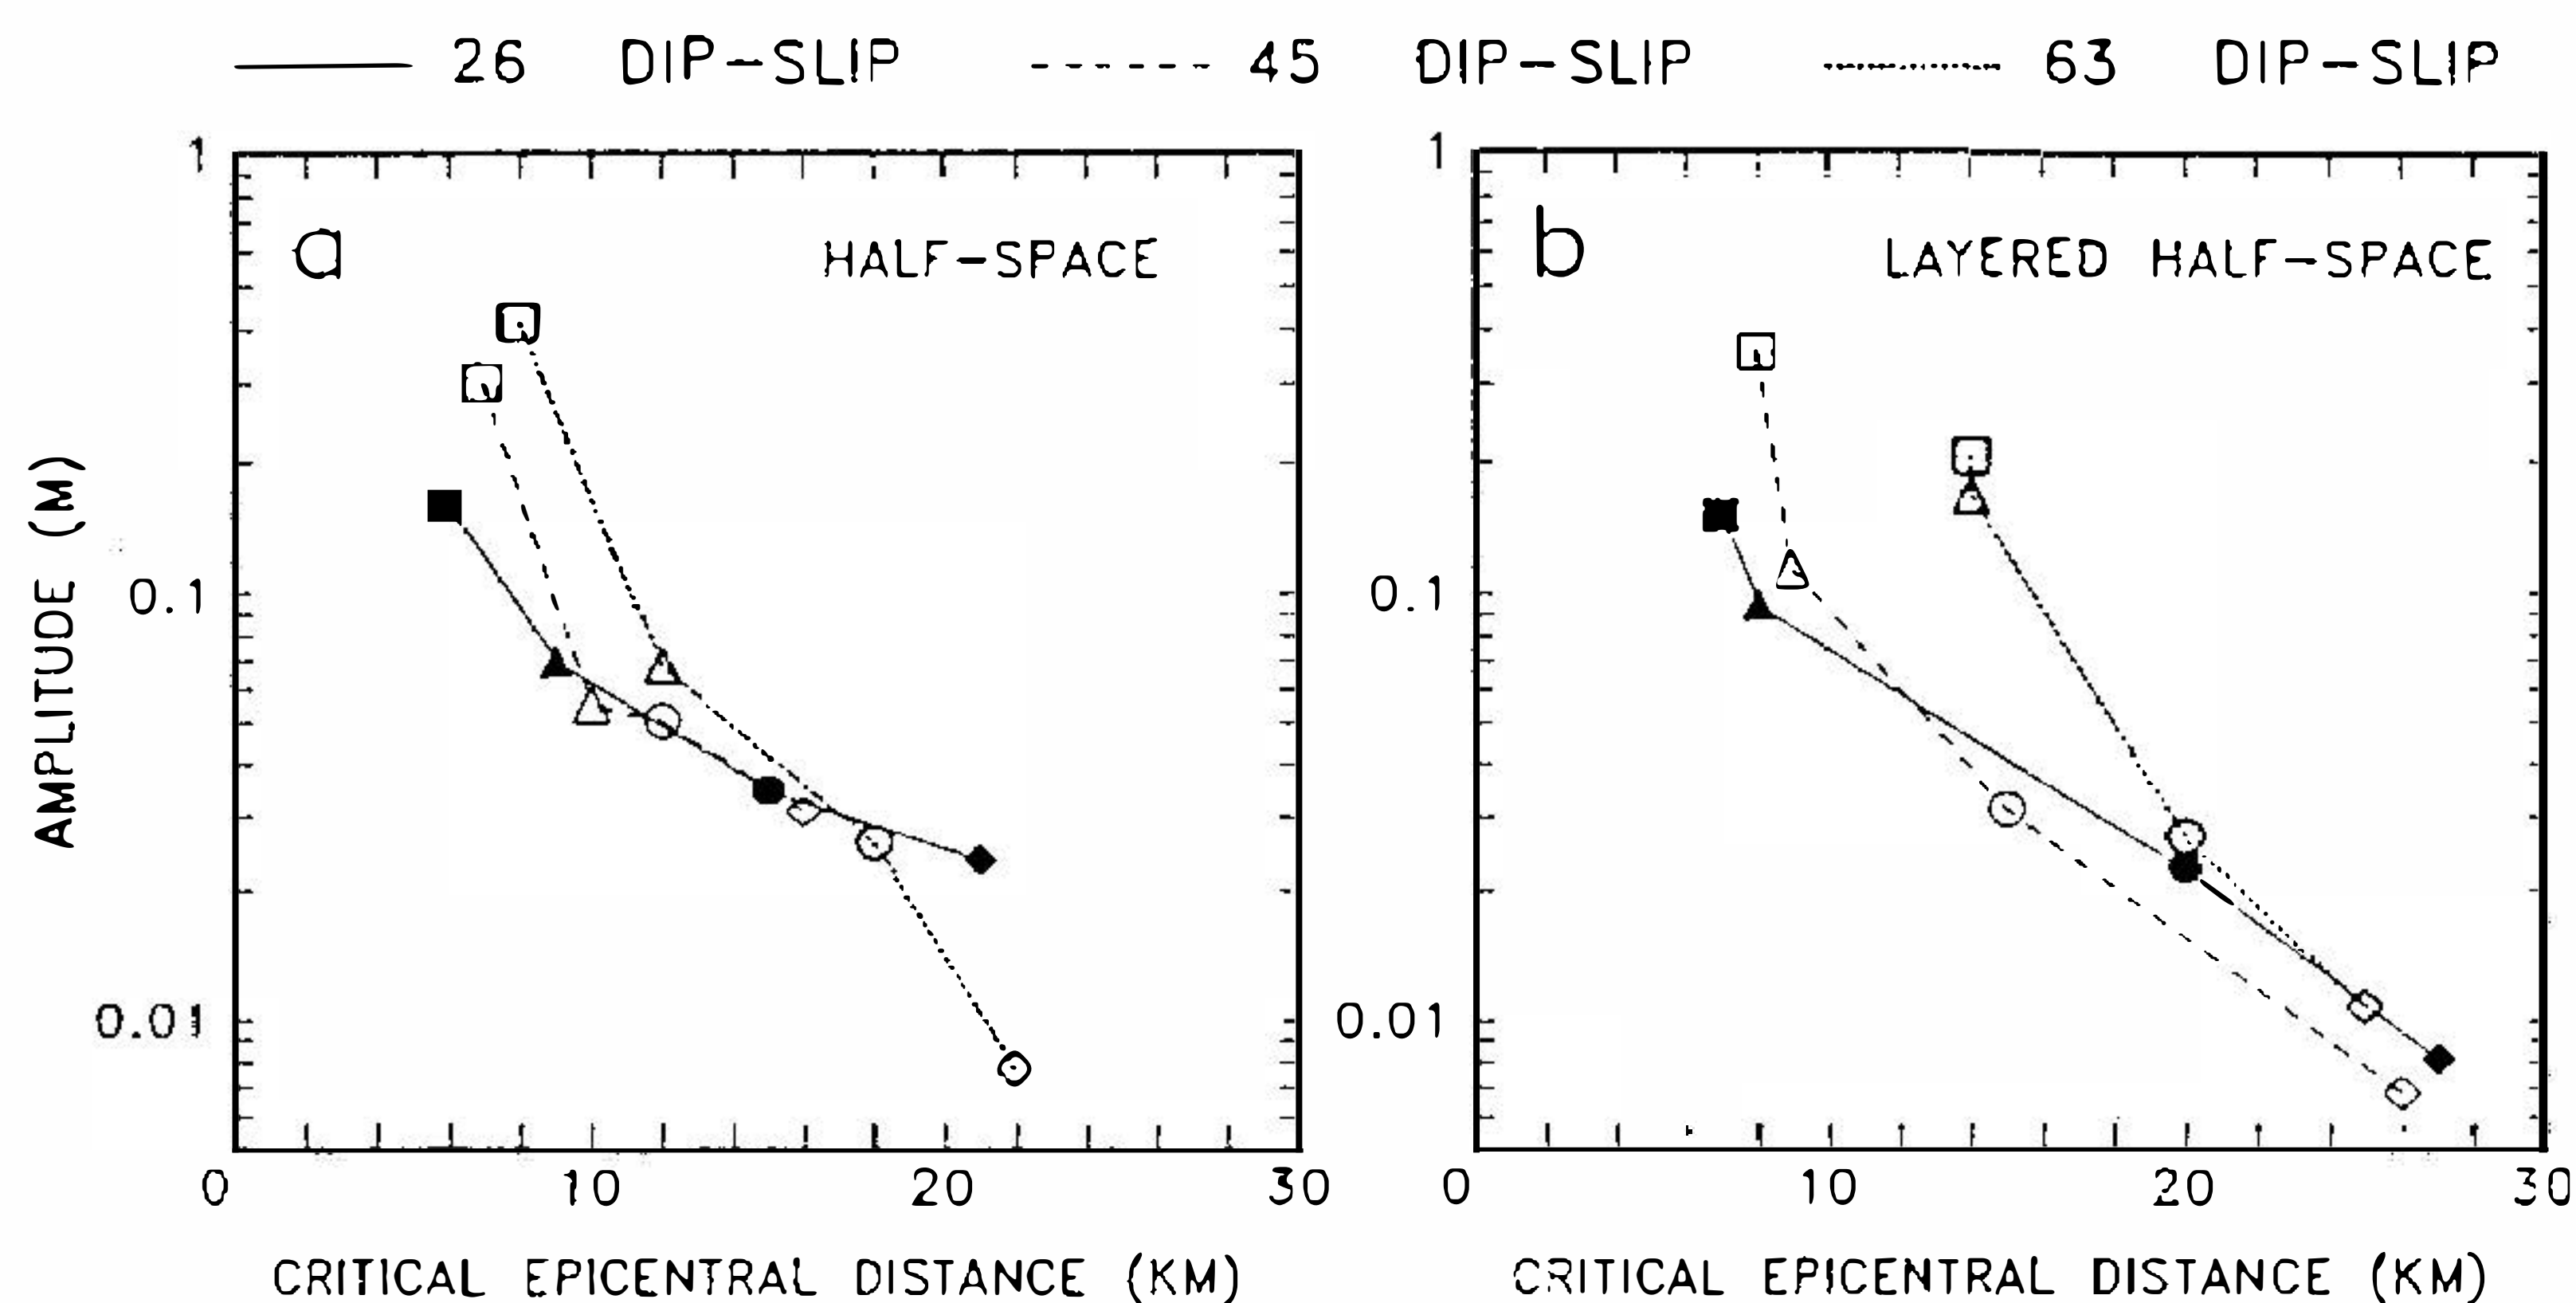 26 DIP-SLIP 45 DIP-SLIP 63 DIP-SLIP
a HALF-SPACE
b LAYERED HALF-SPACE
AMPLITUDE (M)
1
0.1
0.01
1
0.1
0.01
0 10 20 30
0 10 20 30
CRITICAL EPICENTRAL DISTANCE (KM)
CRITICAL EPICENTRAL DISTANCE (KM)